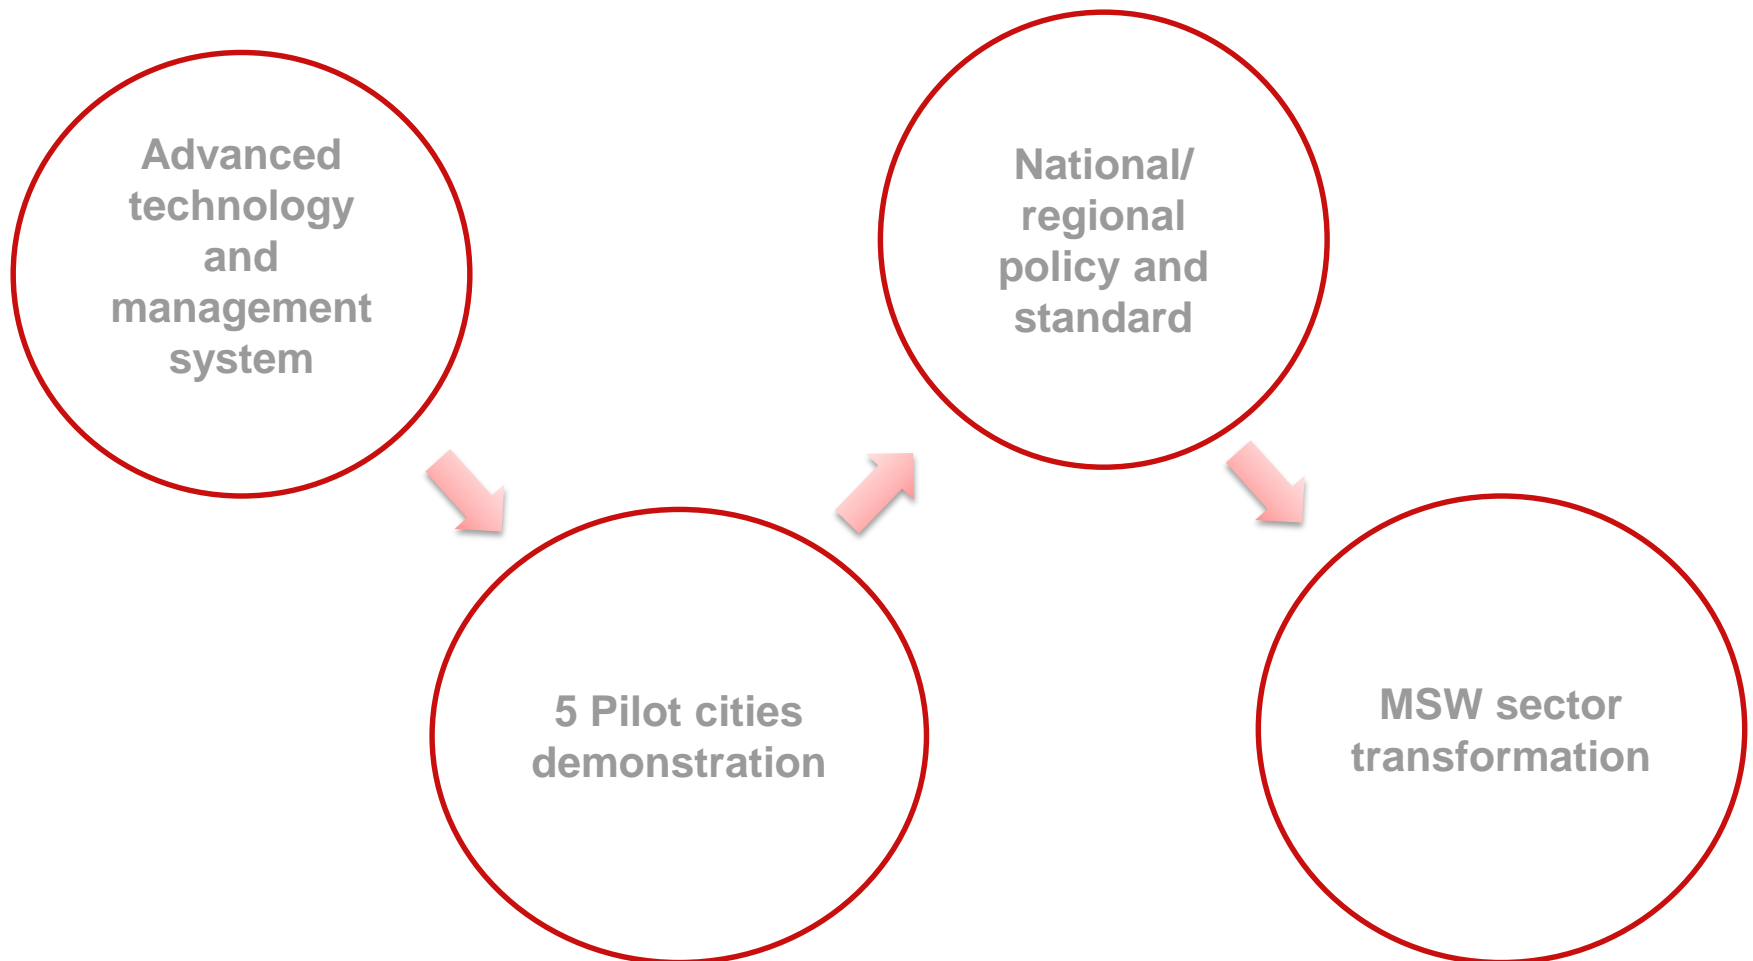 Advanced
technology
and
management
system
5 Pilot cities
demonstration
National/
regional
policy and
standard
MSW sector
transformation